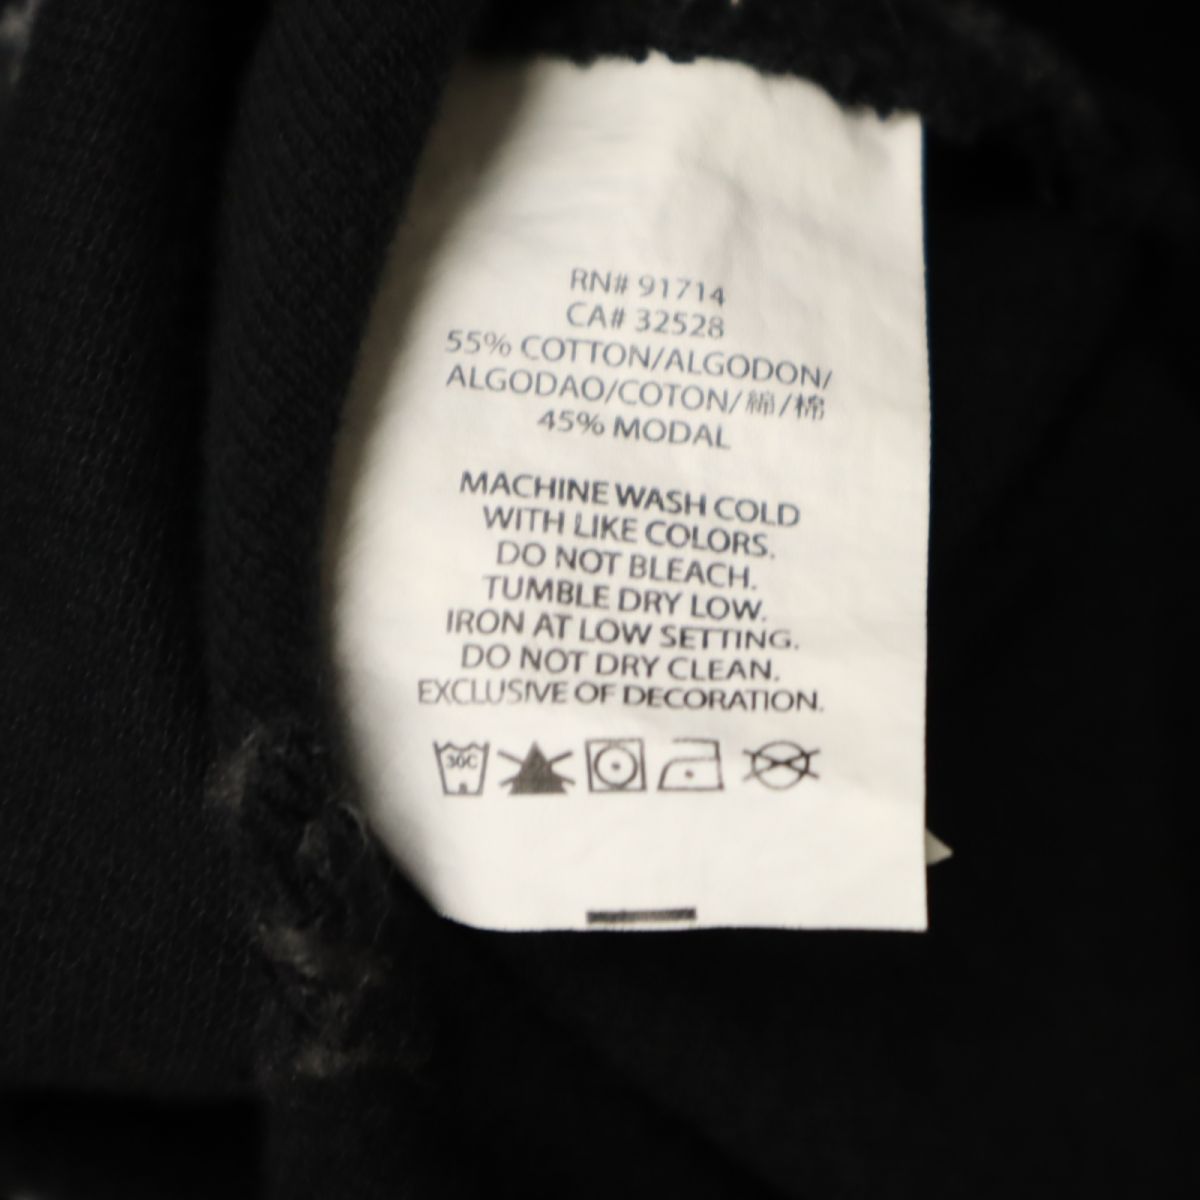 RN# 91714
CA# 32528
55% COTTON/ALGODON/
ALGODAO/COTON/綿/棉
45% MODAL
MACHINE WASH COLD
WITH LIKE COLORS.
DO NOT BLEACH.
TUMBLE DRY LOW.
IRON AT LOW SETTING.
DO NOT DRY CLEAN.
EXCLUSIVE OF DECORATION.
30C